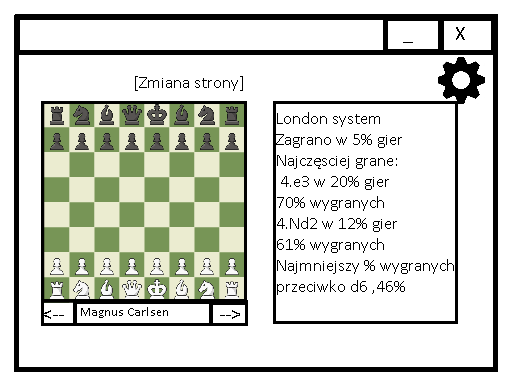 _ X
[Zmiana strony]
London system
Zagrano w 5% gier
Najczęsciej grane:
4.e3 w 20% gier
70% wygranych
4.Nd2 w 12% gier
61% wygranych
Najmniejszy % wygranych
przeciwko d6 ,46%
<-- Magnus Carlsen -->